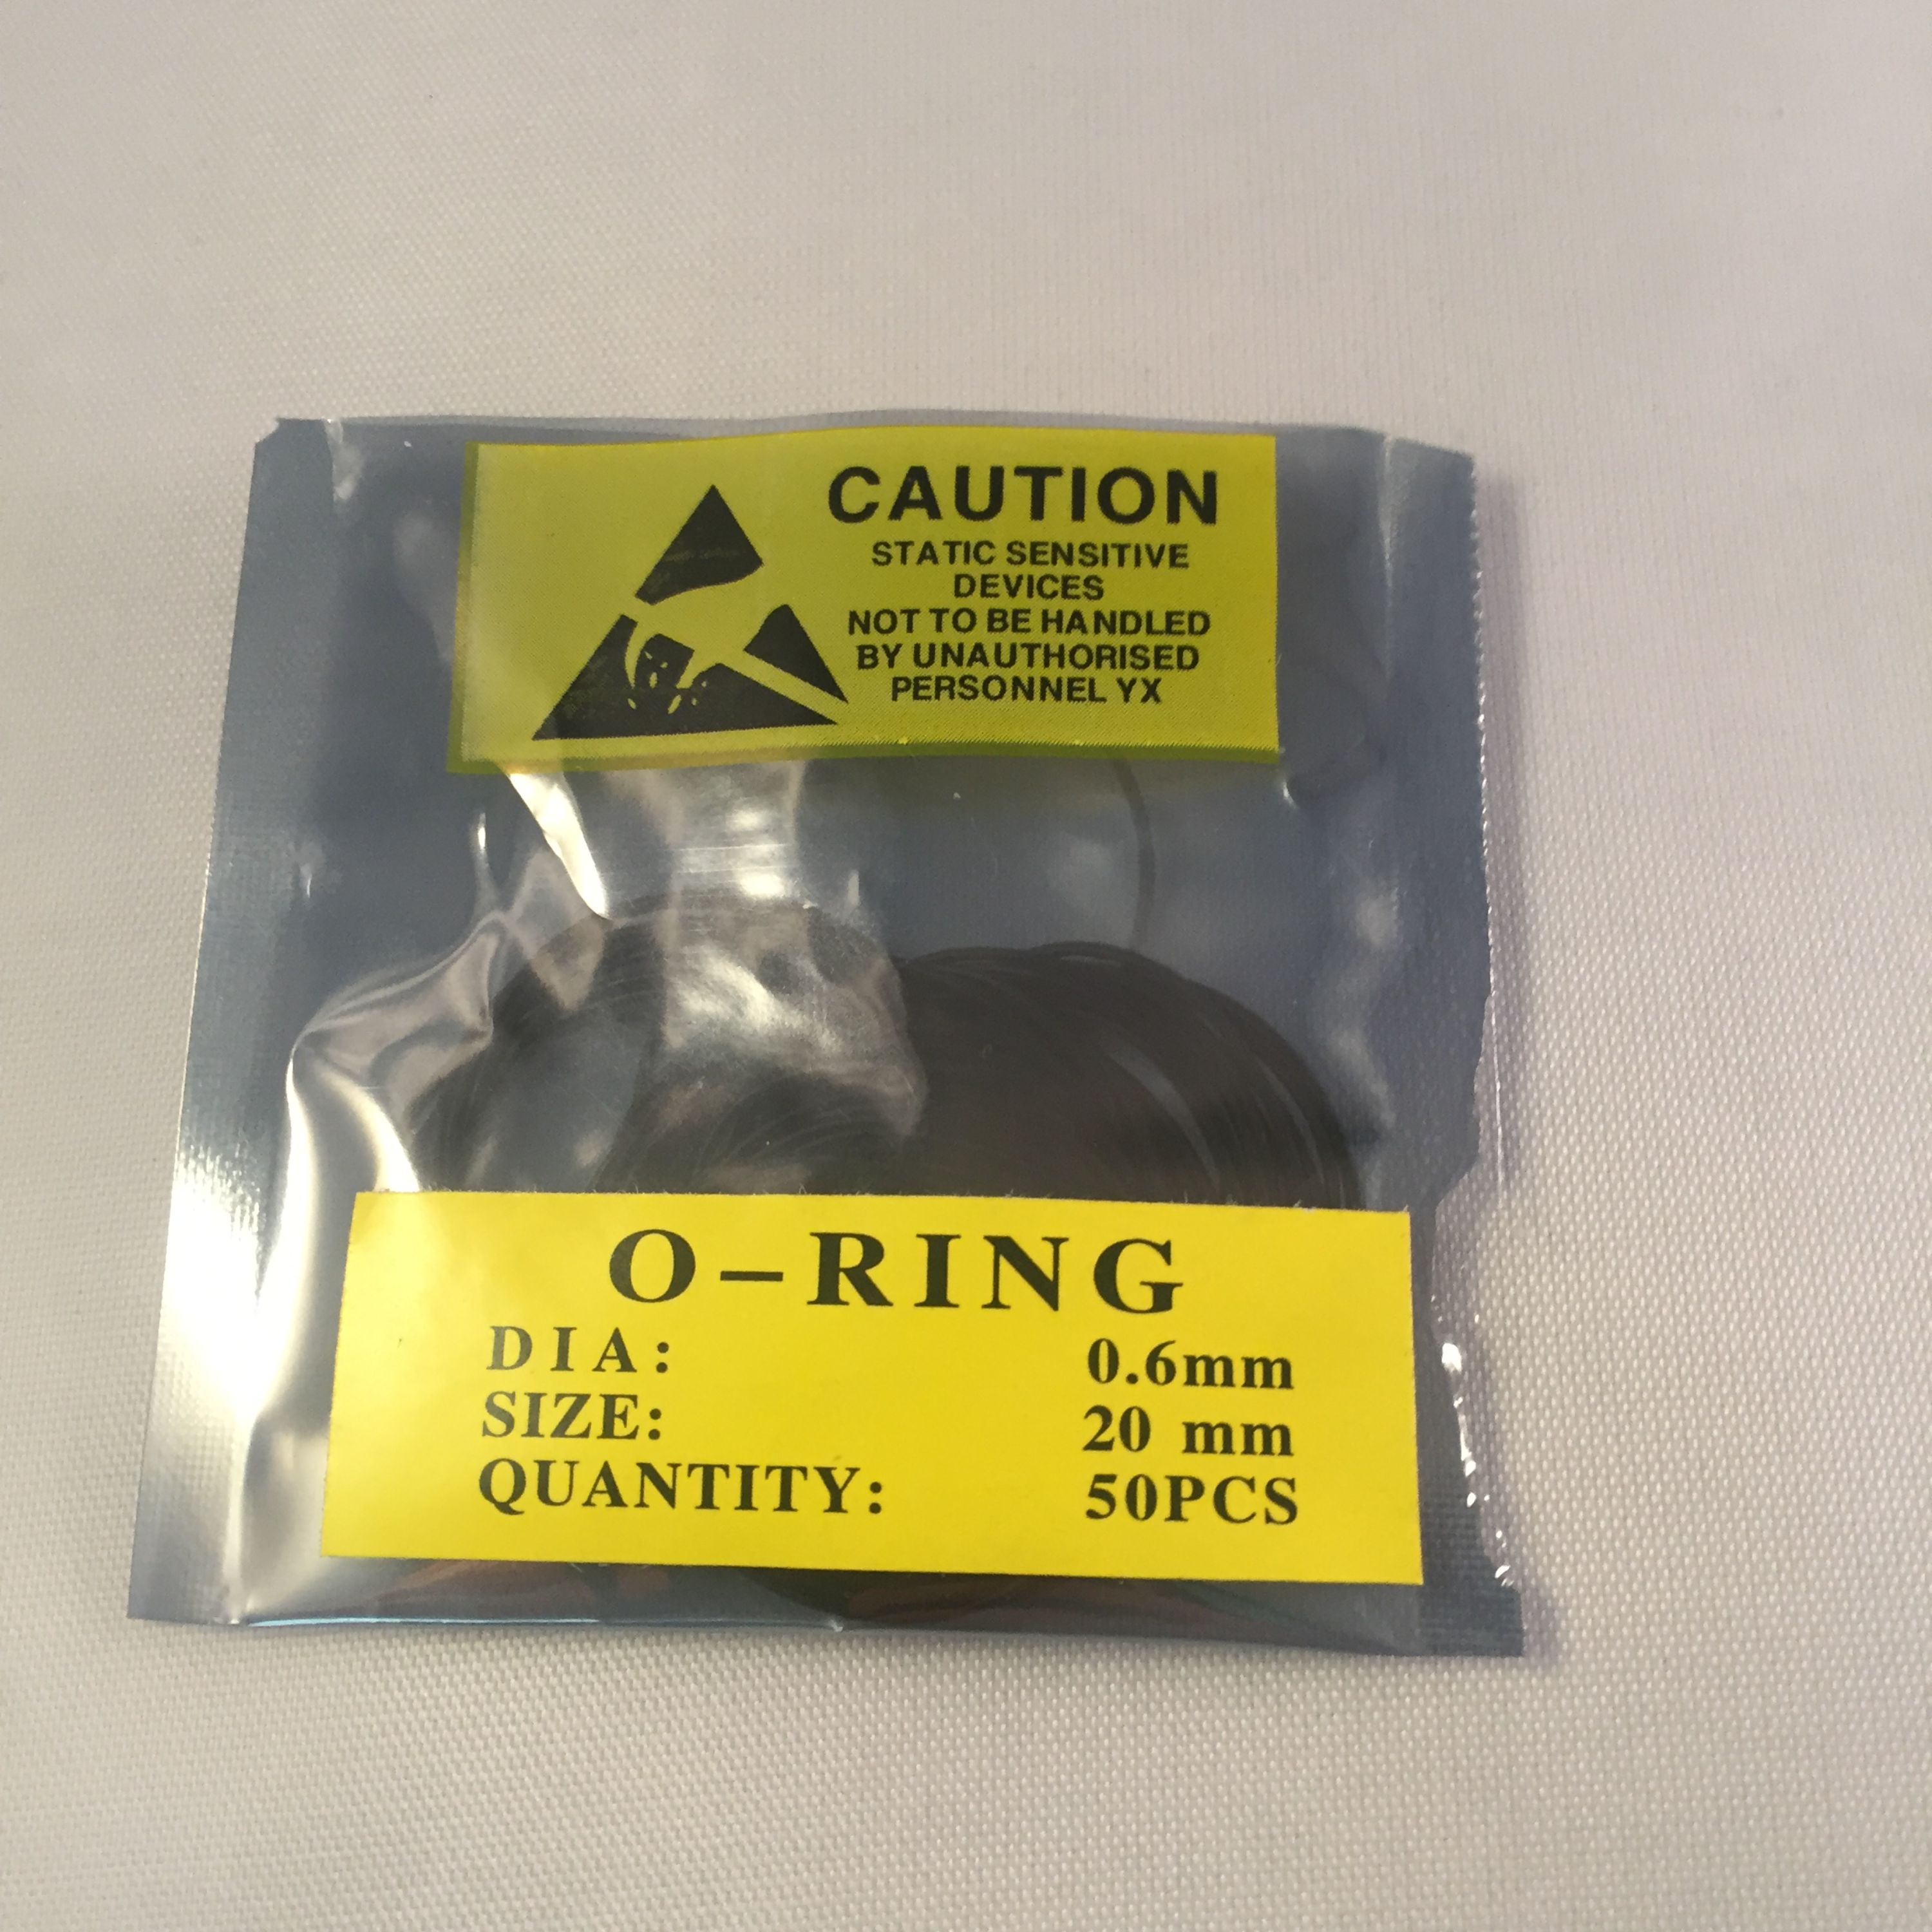 CAUTION
STATIC SENSITIVE
DEVICES
NOT TO BE HANDLED
BY UNAUTHORISED
PERSONNEL YX
O-RING
DIA: 0.6mm
SIZE: 20 mm
QUANTITY: 50PCS